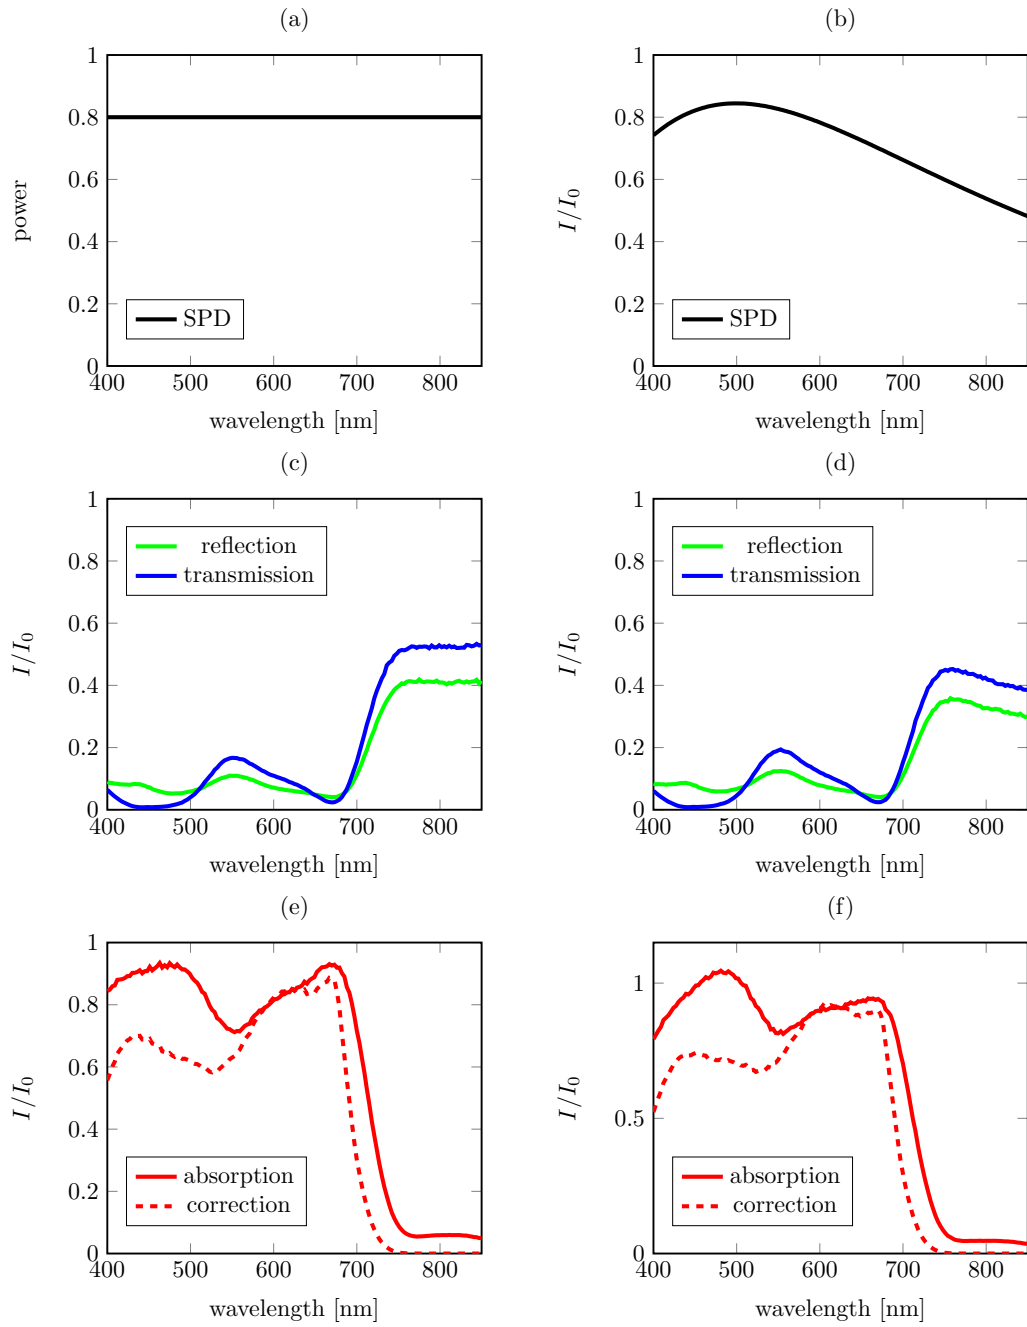 (a)
1
0.8
0.6
0.4
0.2
0
power
SPD
400 500 600 700 800
wavelength [nm]
(b)
1
0.8
0.6
0.4
0.2
0
I/I0
SPD
400 500 600 700 800
wavelength [nm]
(c)
1
0.8
0.6
0.4
0.2
0
I/I0
reflection
transmission
400 500 600 700 800
wavelength [nm]
(d)
1
0.8
0.6
0.4
0.2
0
I/I0
reflection
transmission
400 500 600 700 800
wavelength [nm]
(e)
1
0.8
0.6
0.4
0.2
0
I/I0
absorption
correction
400 500 600 700 800
wavelength [nm]
(f)
1
0.5
0
I/I0
absorption
correction
400 500 600 700 800
wavelength [nm]